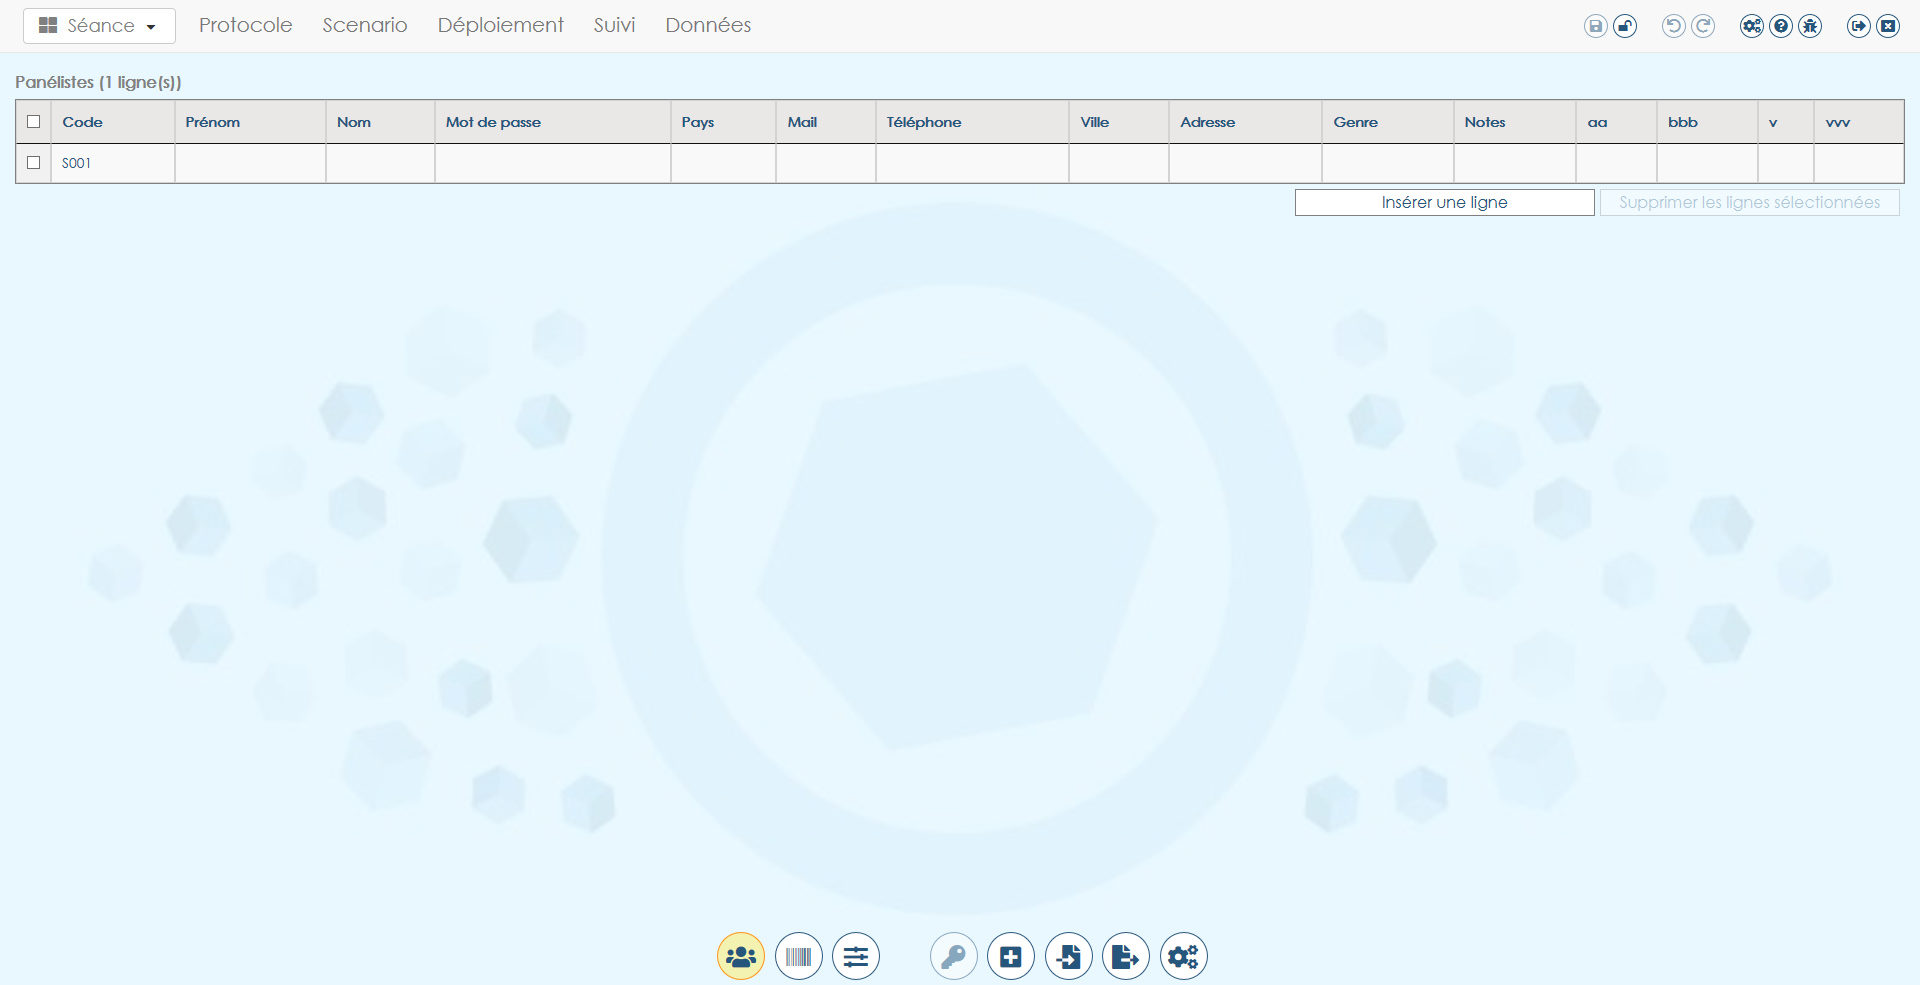 Séance Protocole Scenario Déploiement Suivi Données
Panélistes (1 ligne(s))
Code Prénom Nom Mot de passe Pays Mail Téléphone Ville Adresse Genre Notes aa bbb v vvv
S001
Insérer une ligne Supprimer les lignes sélectionnées